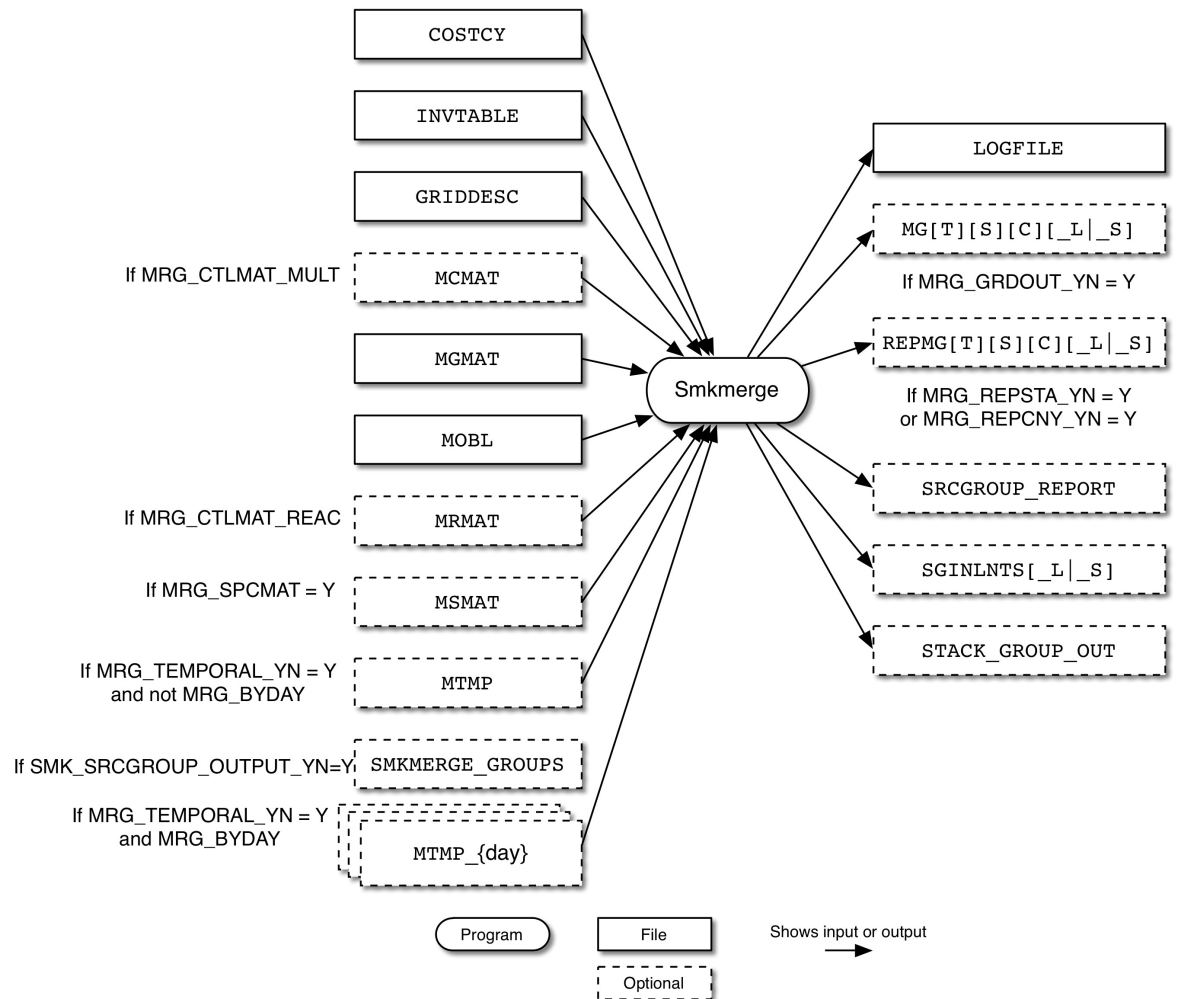 COSTCY
INVTABLE
GRIDDESC
If MRG_CTLMAT_MULT
MCMAT
MGMAT
MOBL
If MRG_CTLMAT_REAC
MRMAT
If MRG_SPCMAT = Y
MSMAT
If MRG_TEMPORAL_YN = Y
and not MRG_BYDAY
MTMP
If SMK_SRCGROUP_OUTPUT_YN=Y
SMKMERGE_GROUPS
If MRG_TEMPORAL_YN = Y
and MRG_BYDAY
MTMP_{day}
Smkmerge
LOGFILE
MG[T][S][C][_L|_S]
If MRG_GRDOUT_YN = Y
REPMG[T][S][C][_L|_S]
If MRG_REPSTA_YN = Y
or MRG_REPCNY_YN = Y
SRCGROUP_REPORT
SGINLNTS[_L|_S]
STACK_GROUP_OUT
Program
File
Shows input or output
Optional